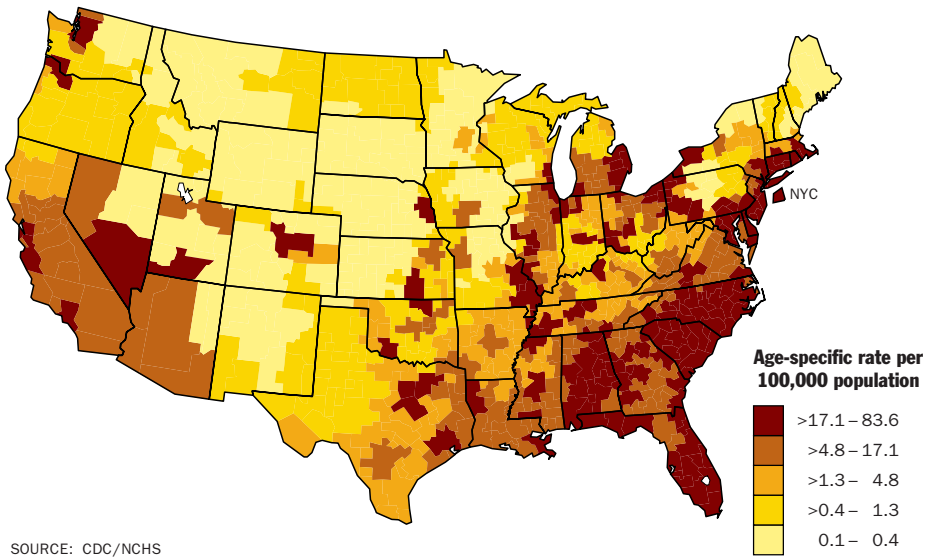 NYC
Age-specific rate per
100,000 population
>17.1 – 83.6
>4.8 – 17.1
>1.3 – 4.8
>0.4 – 1.3
0.1 – 0.4
SOURCE: CDC/NCHS